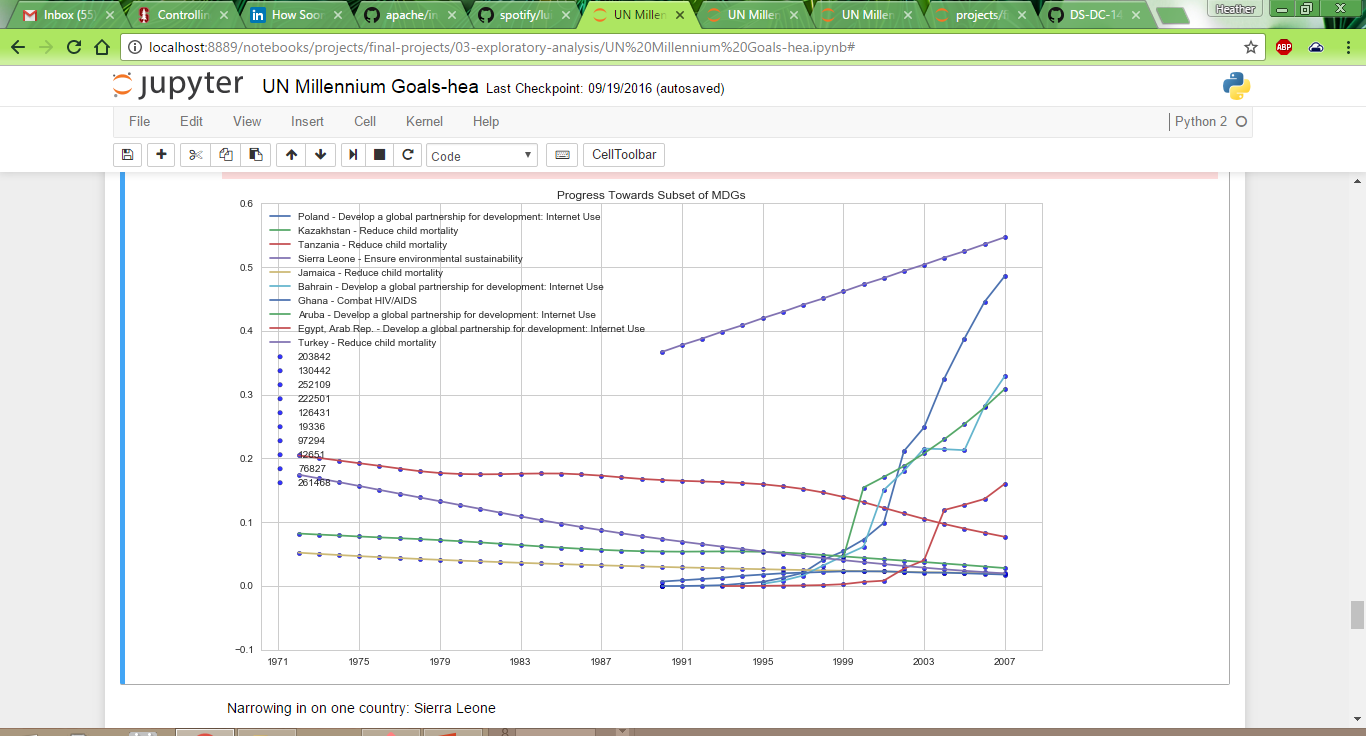 Inbox (55
Controllin
How Soon
apache/in
spotify/lui
UN Millen
UN Millen
UN Millen
projects/f
DS-DC-14
Heather
localhost:8889/notebooks/projects/final-projects/03-exploratory-analysis/UN%20Millennium%20Goals-hea.ipynb#
ABP
jupyter UN Millennium Goals-hea Last Checkpoint: 09/19/2016 (autosaved)
File Edit View Insert Cell Kernel Help Python 2
Code CellToolbar
Progress Towards Subset of MDGs
0.6
0.5
0.4
0.3
0.2
0.1
0.0
−0.1
Poland - Develop a global partnership for development: Internet Use
Kazakhstan - Reduce child mortality
Tanzania - Reduce child mortality
Sierra Leone - Ensure environmental sustainability
Jamaica - Reduce child mortality
Bahrain - Develop a global partnership for development: Internet Use
Ghana - Combat HIV/AIDS
Aruba - Develop a global partnership for development: Internet Use
Egypt, Arab Rep. - Develop a global partnership for development: Internet Use
Turkey - Reduce child mortality
203842
130442
252109
222501
126431
19336
97294
42651
76827
261468
1971 1975 1979 1983 1987 1991 1995 1999 2003 2007
Narrowing in on one country: Sierra Leone